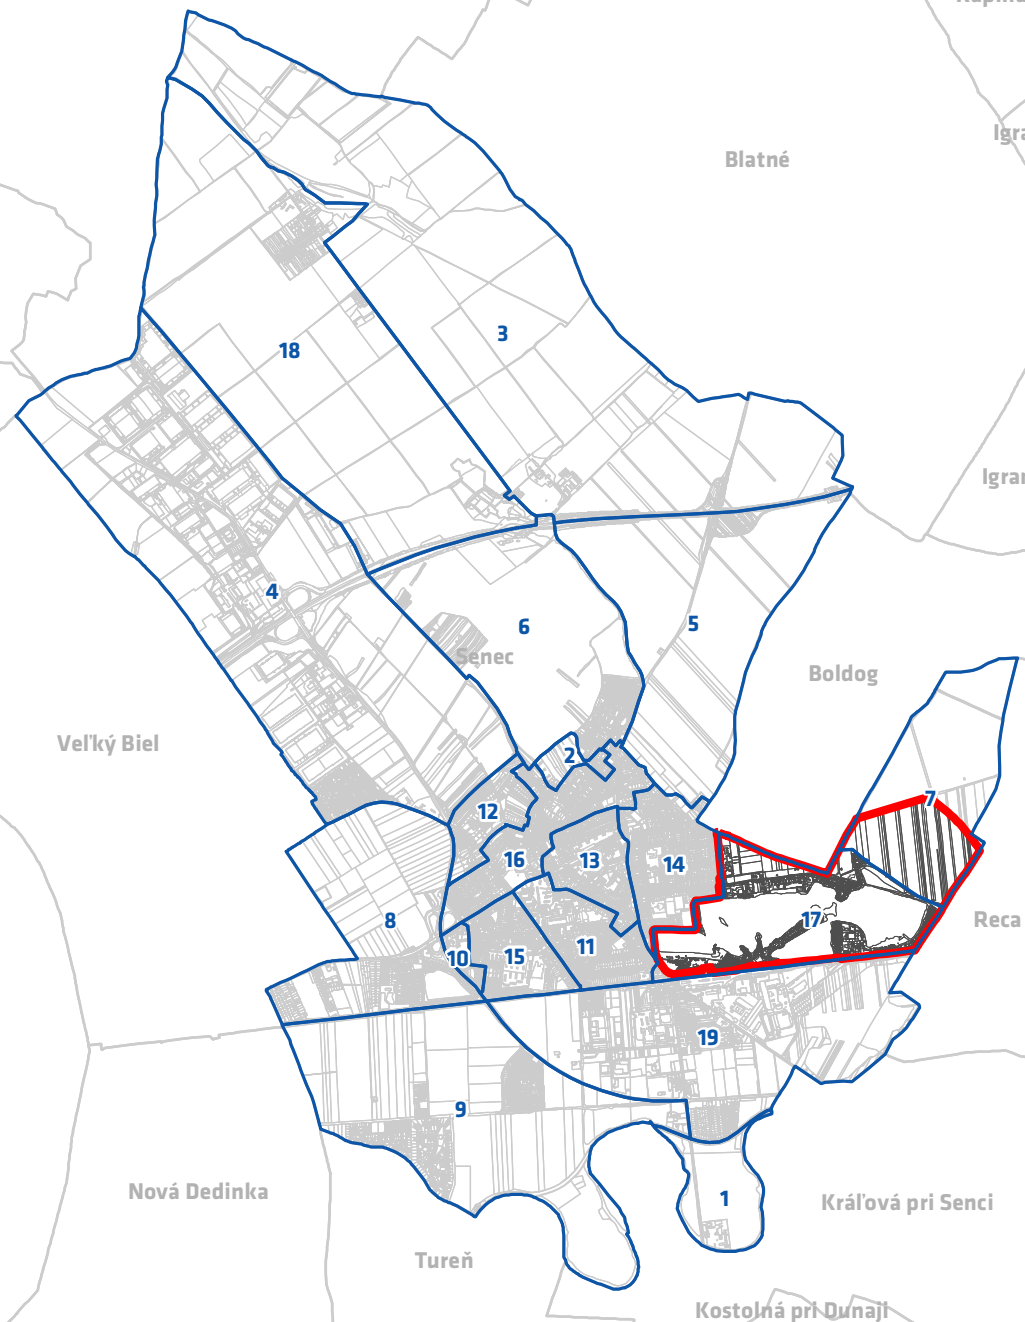 Igra
Blatné
3
18
Igra
4
6
5
Senec
Boldog
Veľký Biel
2
7
12
16
13
14
8
17
Reca
11
10
15
19
9
Nová Dedinka
1
Kráľová pri Senci
Tureň
Kostolná pri Dunaji